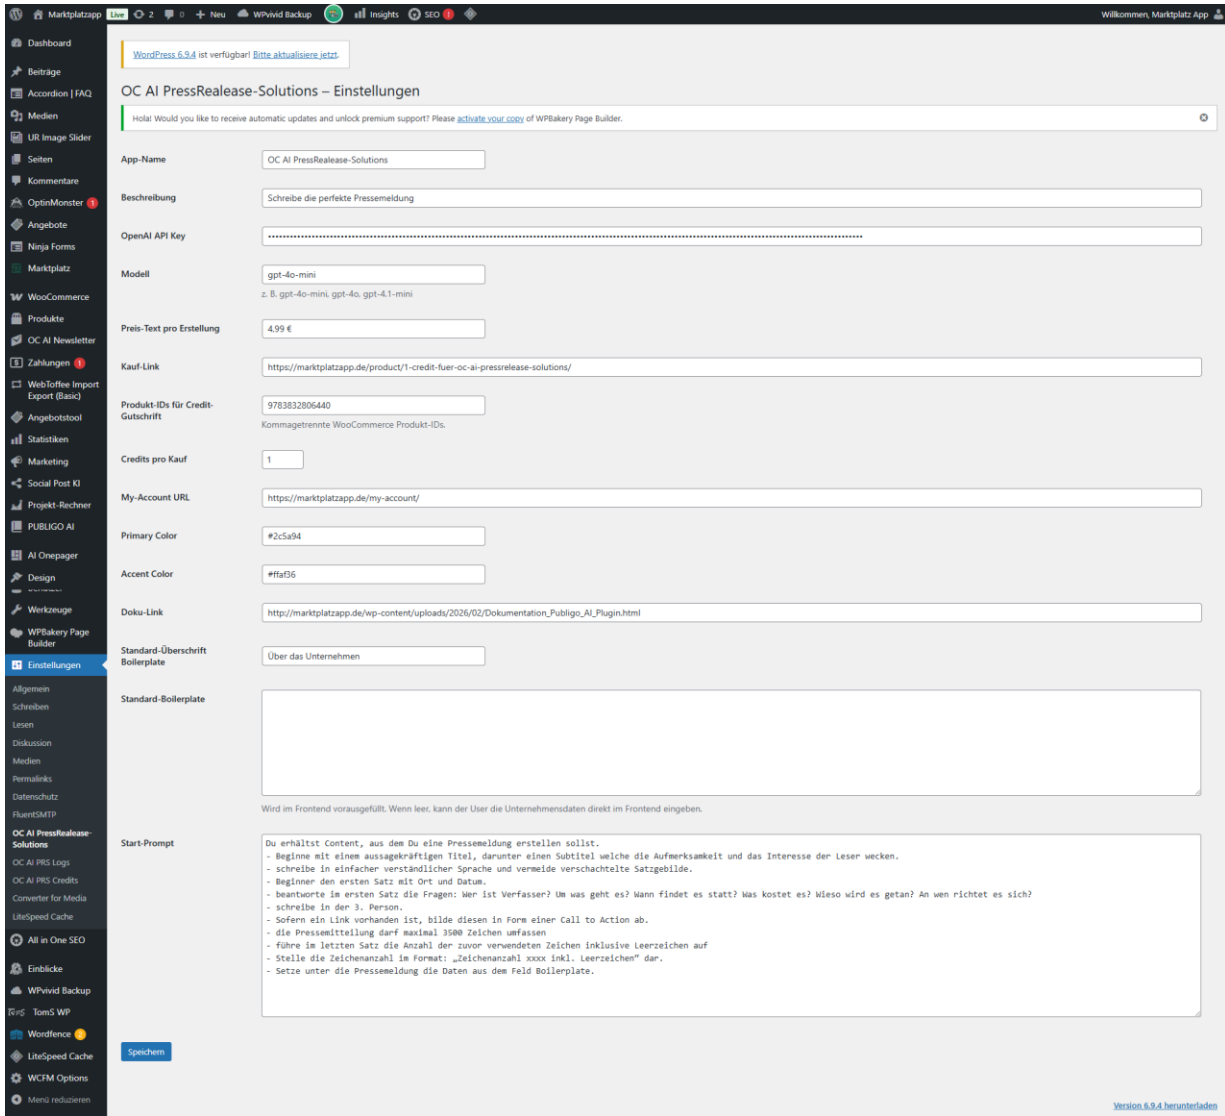 Marktplatzapp Live 2 0 + Neu WPvivid Backup Insights SEO 1 Willkommen, Marktplatz App
Dashboard
Beiträge
Accordion | FAQ
Medien
UR Image Slider
Seiten
Kommentare
OptinMonster 1
Angebote
Ninja Forms
Marktplatz
WooCommerce
Produkte
OC AI Newsletter
Zahlungen 1
WebToffee Import
Export (Basic)
Angebotstool
Statistiken
Marketing
Social Post KI
Projekt-Rechner
PUBLIGO AI
AI Onepager
Design
Werkzeuge
WPBakery Page
Builder
Einstellungen
Allgemein
Schreiben
Lesen
Diskussion
Medien
Permalinks
Datenschutz
FluentSMTP
OC AI PressRealease-
Solutions
OC AI PRS Logs
OC AI PRS Credits
Converter for Media
LiteSpeed Cache
All in One SEO
Einblicke
WPvivid Backup
TomS TomS WP
Wordfence 2
LiteSpeed Cache
WCFM Options
Menü reduzieren
WordPress 6.9.4 ist verfügbar! Bitte aktualisiere jetzt.
OC AI PressRealease-Solutions – Einstellungen
Hola! Would you like to receive automatic updates and unlock premium support? Please activate your copy of WPBakery Page Builder.
App-Name OC AI PressRealease-Solutions
Beschreibung Schreibe die perfekte Pressemeldung
OpenAI API Key
Modell gpt-4o-mini
z. B. gpt-4o-mini, gpt-4o, gpt-4.1-mini
Preis-Text pro Erstellung 4,99 €
Kauf-Link https://marktplatzapp.de/product/1-credit-fuer-oc-ai-pressrelease-solutions/
Produkt-IDs für Credit-
Gutschrift 9783832806440
Kommagetrennte WooCommerce Produkt-IDs.
Credits pro Kauf 1
My-Account URL https://marktplatzapp.de/my-account/
Primary Color #2c5a94
Accent Color #ffaf36
Doku-Link http://marktplatzapp.de/wp-content/uploads/2026/02/Dokumentation_Publigo_AI_Plugin.html
Standard-Überschrift
Boilerplate Über das Unternehmen
Standard-Boilerplate
Wird im Frontend vorausgefüllt. Wenn leer, kann der User die Unternehmensdaten direkt im Frontend eingeben.
Start-Prompt
Du erhältst Content, aus dem Du eine Pressemeldung erstellen sollst.
- Beginne mit einem aussagekräftigen Titel, darunter einen Subtitel welche die Aufmerksamkeit und das Interesse der Leser wecken.
- schreibe in einfacher verständlicher Sprache und vermeide verschachtelte Satzgebilde.
- Beginner den ersten Satz mit Ort und Datum.
- beantworte im ersten Satz die Fragen: Wer ist Verfasser? Um was geht es? Wann findet es statt? Was kostet es? Wieso wird es getan? An wen richtet es sich?
- schreibe in der 3. Person.
- Sofern ein Link vorhanden ist, bilde diesen in Form einer Call to Action ab.
- die Pressemitteilung darf maximal 3500 Zeichen umfassen
- führe im letzten Satz die Anzahl der zuvor verwendeten Zeichen inklusive Leerzeichen auf
- Stelle die Zeichenanzahl im Format: „Zeichenanzahl xxxx inkl. Leerzeichen“ dar.
- Setze unter die Pressemeldung die Daten aus dem Feld Boilerplate.
Speichern
Version 6.9.4 herunterladen